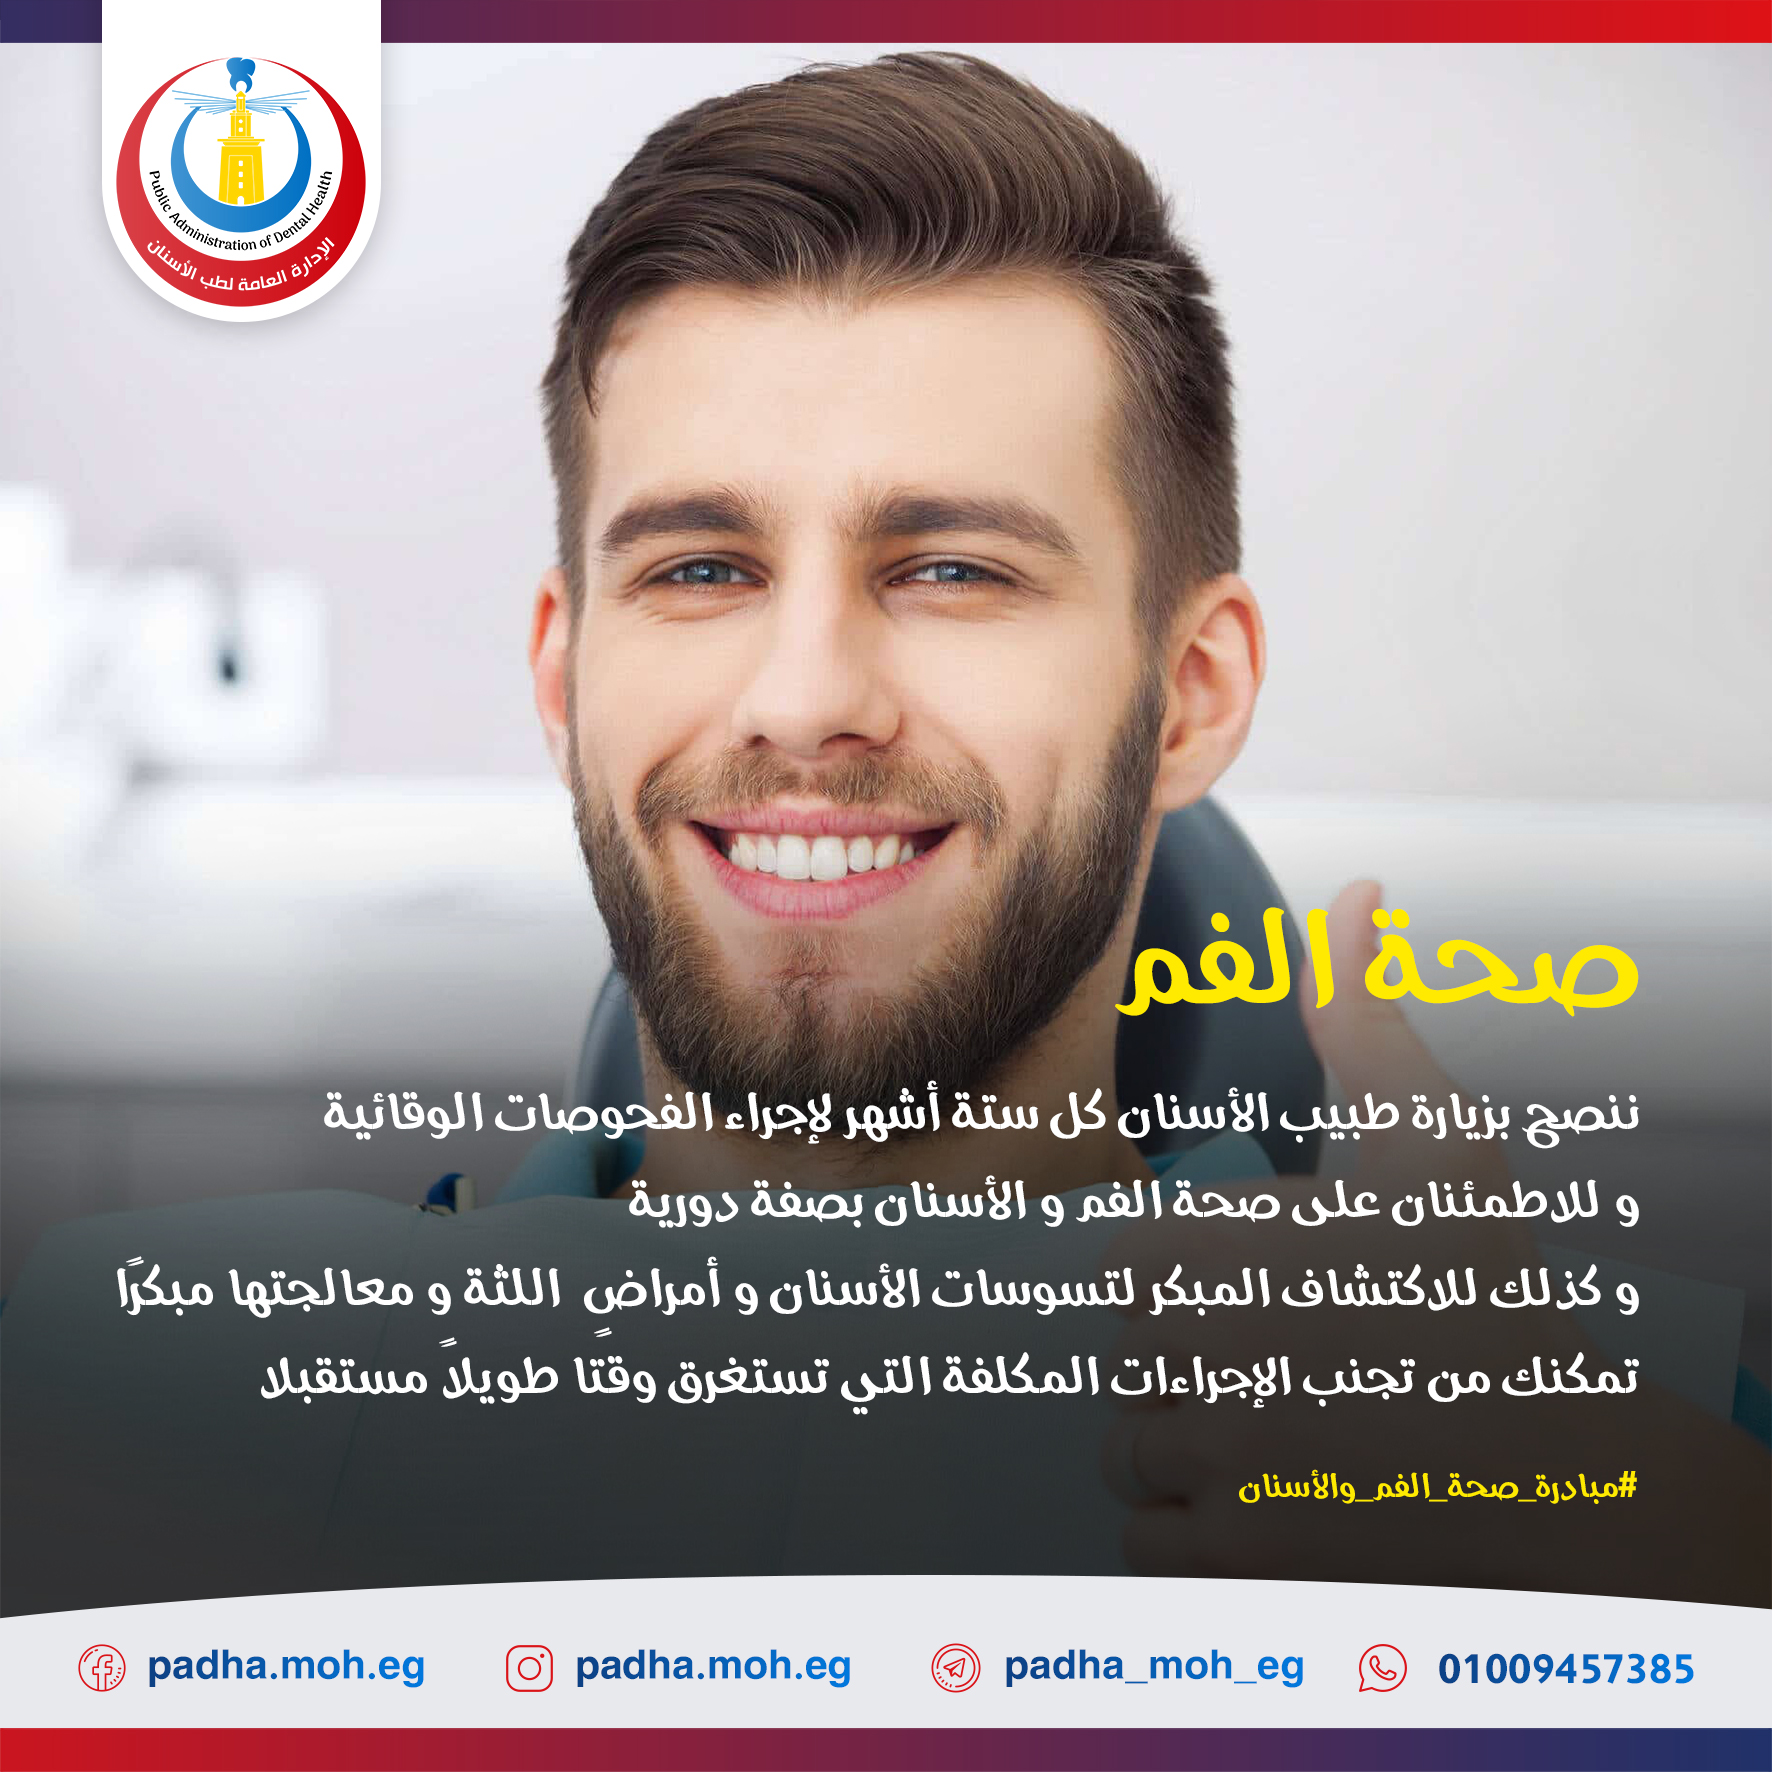 Public Administration of Dental Health
الإدارة العامة لطب الأسنان
صحة الفم
ننصح بزيارة طبيب الأسنان كل ستة أشهر لإجراء الفحوصات الوقائية
و للاطمئنان على صحة الفم و الأسنان بصفة دورية
و كذلك للاكتشاف المبكر لتسوسات الأسنان و أمراضٍ اللثة و معالجتها مبكرًا
تمكنك من تجنب الإجراءات المكلفة التي تستغرق وقتًا طويلاً مستقبلا
#مبادرة_صحة_الفم_والأسنان
padha.moh.eg
padha.moh.eg
padha_moh_eg
01009457385